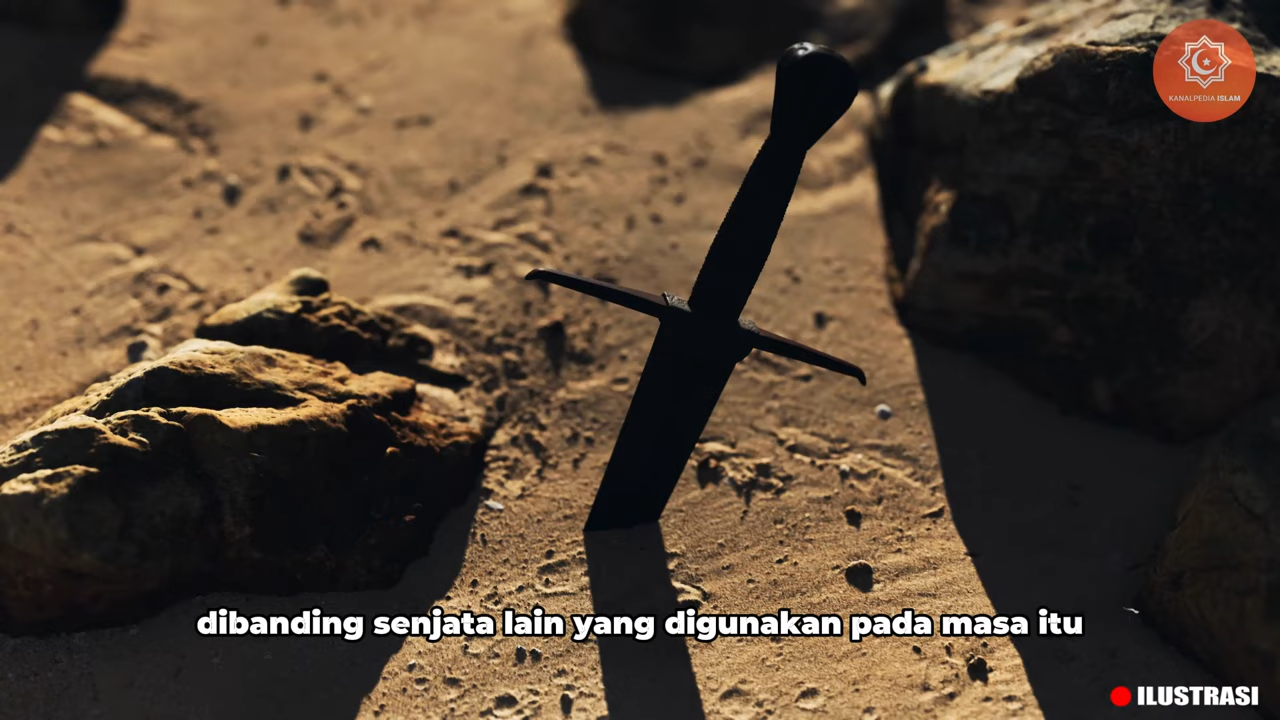 KANALPEDIA ISLAM
dibanding senjata lain yang digunakan pada masa itu
ILUSTRASI